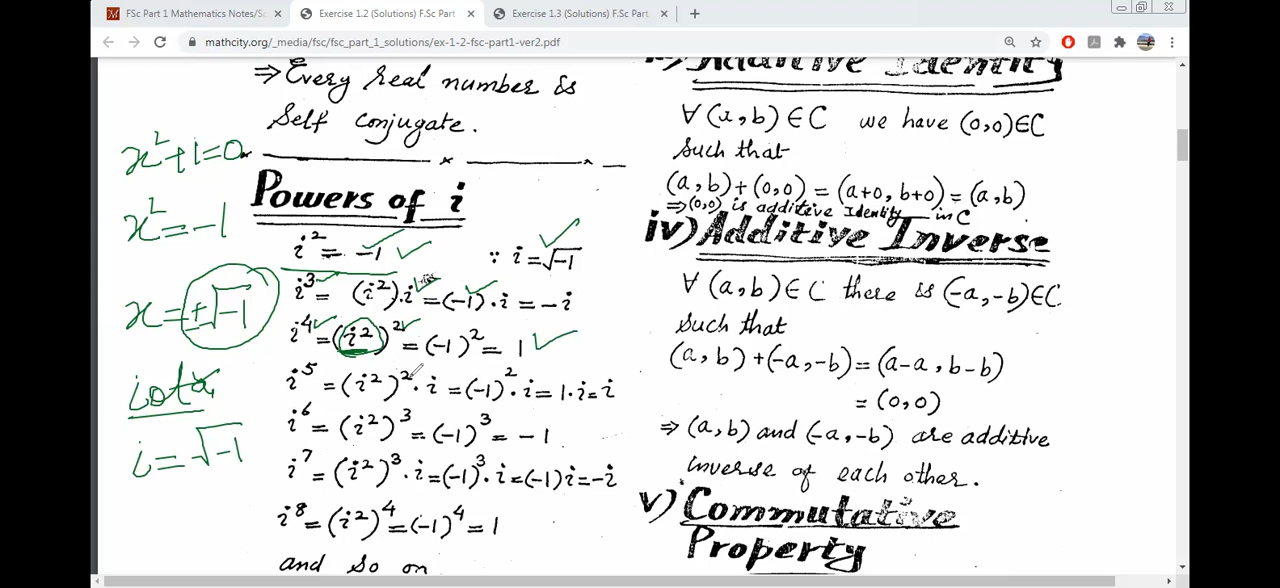 FSc Part 1 Mathematics Notes/So
Exercise 1.2 (Solutions) F.Sc Part
Exercise 1.3 (Solutions) F.Sc Part
mathcity.org/_media/fsc/fsc_part_1_solutions/ex-1-2-fsc-part1-ver2.pdf
⇒ Every real number is
Self conjugate.
x²+1=0
x²=-1
x=±√-1
iota
i=√-1
Powers of i
i² = -1 ∵ i=√-1
i³ = (i²)·i = (-1)·i = -i
i⁴ = (i²)² = (-1)² = 1
i⁵ = (i²)²·i = (-1)²·i = 1·i = i
i⁶ = (i²)³ = (-1)³ = -1
i⁷ = (i²)³·i = (-1)³·i = (-1)i = -i
i⁸ = (i²)⁴ = (-1)⁴ = 1
and so on
Additive Identity
∀ (a,b) ∈ C we have (0,0) ∈ C
Such that
(a,b)+(0,0) = (a+0, b+0) = (a,b)
⇒ (0,0) is additive Identity in C
iv) Additive Inverse
∀ (a,b) ∈ C there is (-a,-b) ∈ C
Such that
(a,b)+(-a,-b) = (a-a, b-b)
= (0,0)
⇒ (a,b) and (-a,-b) are additive
inverse of each other.
v) Commutative
Property